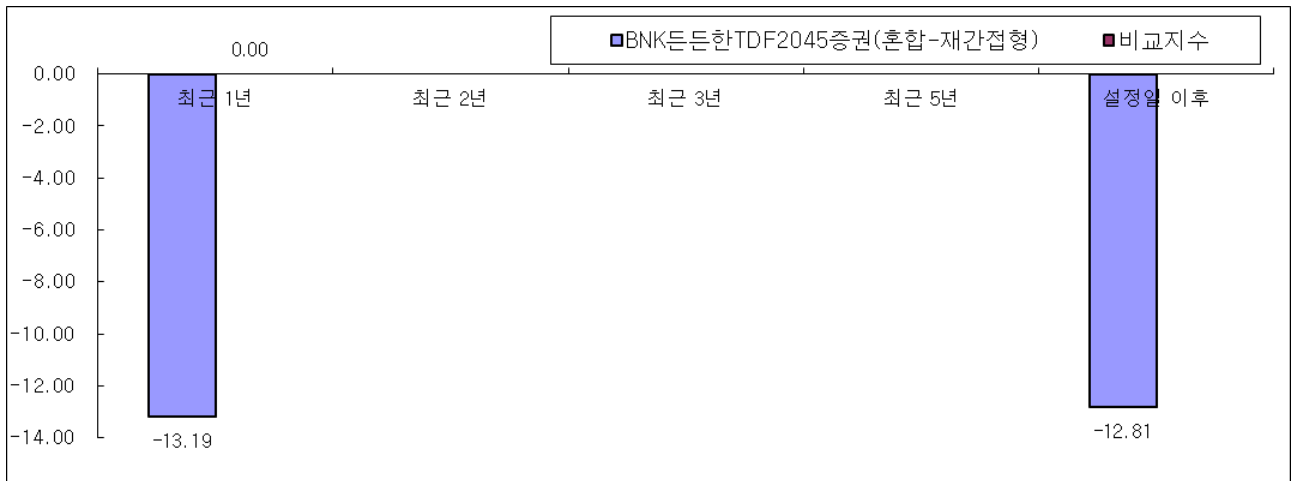 0.00
BNK든든한TDF2045증권(혼합-재간접형)
비교지수
0.00
최근 1년
최근 2년
최근 3년
최근 5년
설정일 이후
-2.00
-4.00
-6.00
-8.00
-10.00
-12.00
-14.00
-13.19
-12.81